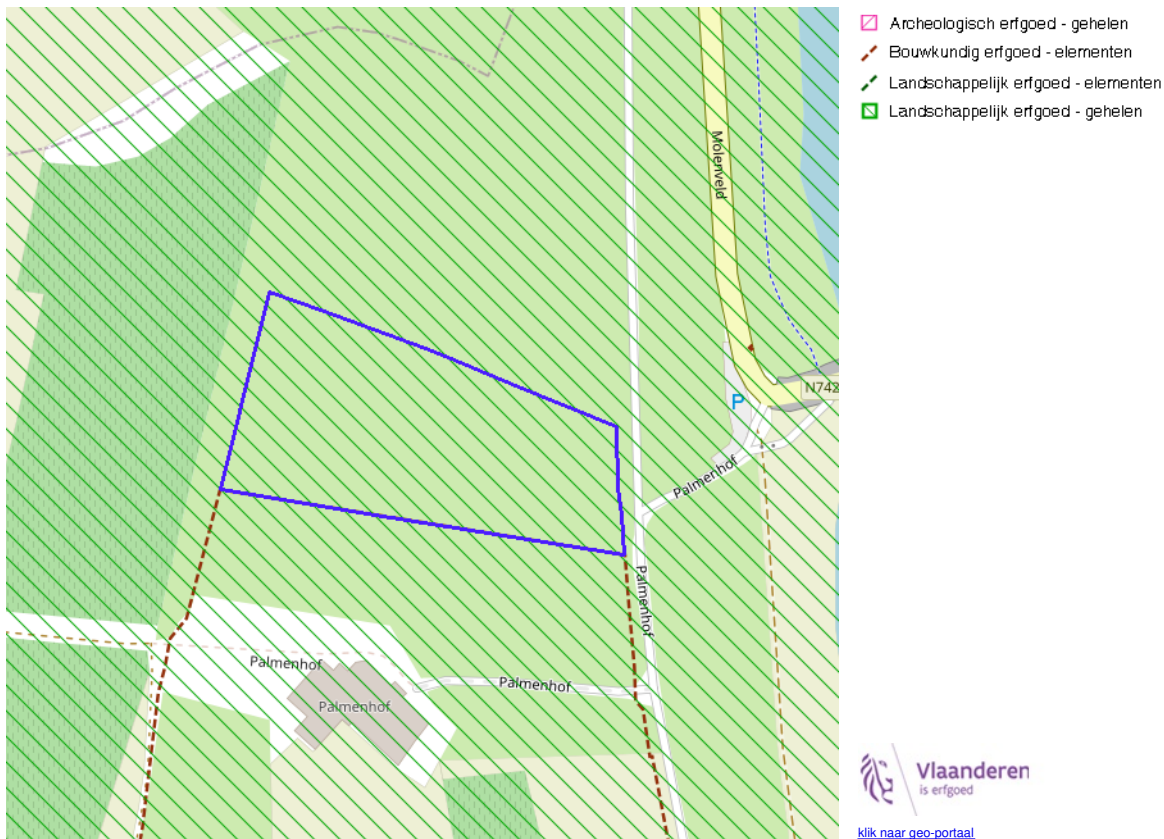 Archeologisch erfgoed - gehelen
Bouwkundig erfgoed - elementen
Landschappelijk erfgoed - elementen
Landschappelijk erfgoed - gehelen
Molenveld
N742
P
Palmenhof
Palmenhof
Palmenhof
Palmenhof
Palmenhof
Vlaanderen
is erfgoed
klik naar geo-portaal